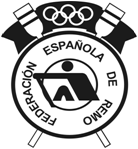 FEDERACIÓN ESPAÑOLA DE REMO